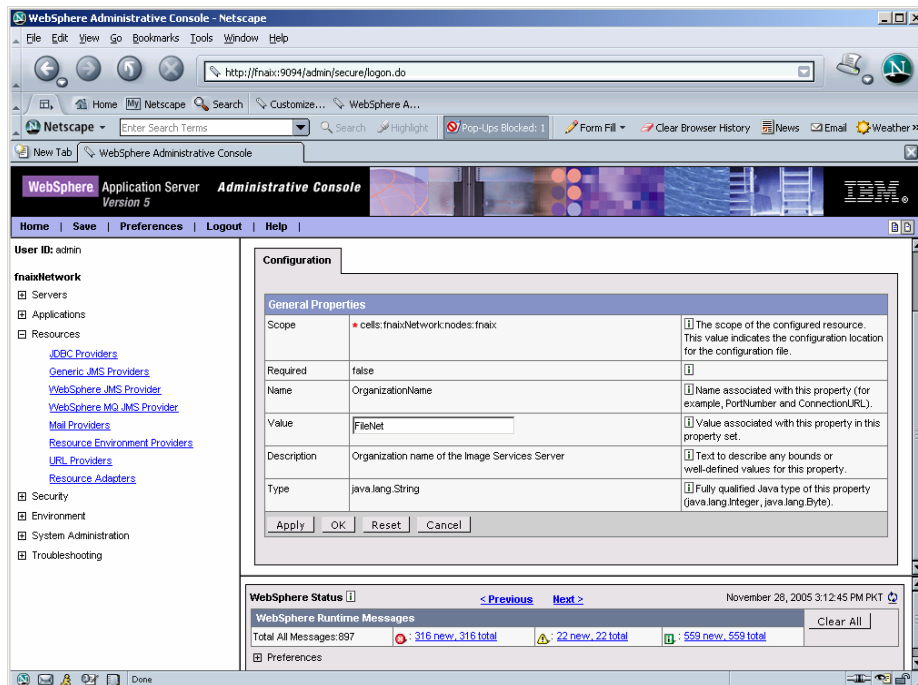 WebSphere Administrative Console - Netscape
File Edit View Go Bookmarks Tools Window Help
http://fnaix:9094/admin/secure/logon.do
Home My Netscape Search Customize... WebSphere A...
Netscape Enter Search Terms Search Highlight Pop-Ups Blocked: 1 Form Fill Clear Browser History News Email Weather
New Tab WebSphere Administrative Console
WebSphere Application Server Administrative Console
Version 5
IBM
Home | Save | Preferences | Logout | Help |
User ID: admin
fnaixNetwork
Servers
Applications
Resources
JDBC Providers
Generic JMS Providers
WebSphere JMS Provider
WebSphere MQ JMS Provider
Mail Providers
Resource Environment Providers
URL Providers
Resource Adapters
Security
Environment
System Administration
Troubleshooting
Configuration
General Properties
Scope * cells:fnaixNetwork:nodes:fnaix i The scope of the configured resource.
This value indicates the configuration location
for the configuration file.
Required false i
Name OrganizationName i Name associated with this property (for
example, PortNumber and ConnectionURL).
Value FileNet i Value associated with this property in this
property set.
Description Organization name of the Image Services Server i Text to describe any bounds or
well-defined values for this property.
Type java.lang.String i Fully qualified Java type of this property
(java.lang.Integer, java.lang.Byte).
Apply OK Reset Cancel
WebSphere Status i < Previous Next > November 28, 2005 3:12:45 PM PKT
WebSphere Runtime Messages
Clear All
Total All Messages:897 : 316 new, 316 total : 22 new, 22 total : 559 new, 559 total
Preferences
Done